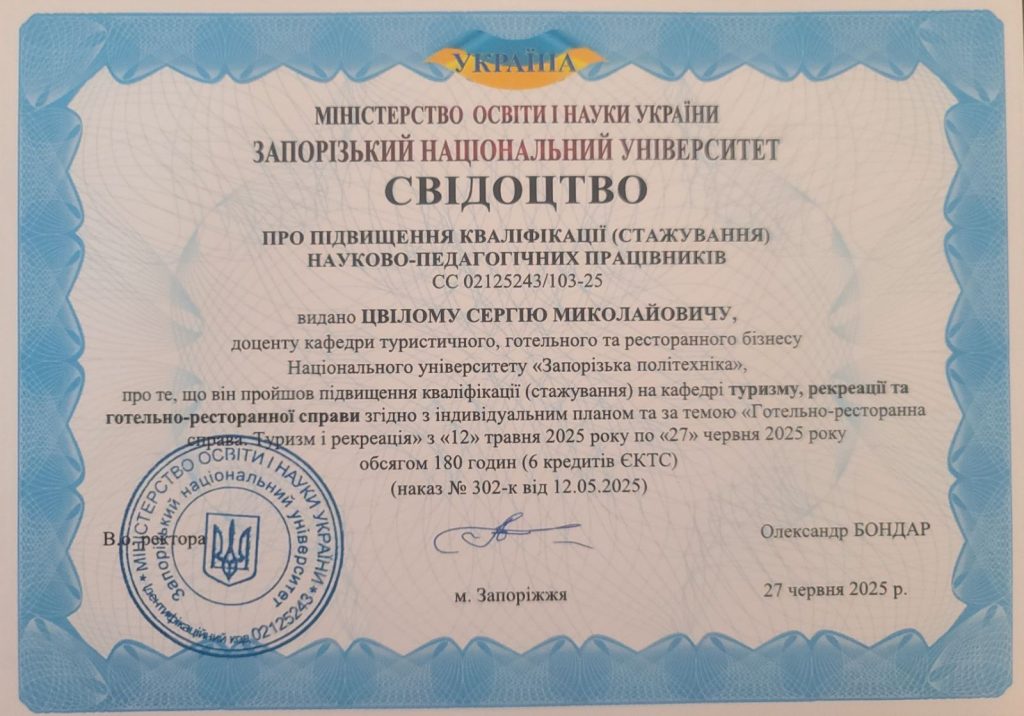 УКРАЇНА
МІНІСТЕРСТВО ОСВІТИ І НАУКИ УКРАЇНИ
ЗАПОРІЗЬКИЙ НАЦІОНАЛЬНИЙ УНІВЕРСИТЕТ
СВІДОЦТВО
ПРО ПІДВИЩЕННЯ КВАЛІФІКАЦІЇ (СТАЖУВАННЯ)
НАУКОВО-ПЕДАГОГІЧНИХ ПРАЦІВНИКІВ
СС 02125243/103-25
видано ЦВІЛОМУ СЕРГІЮ МИКОЛАЙОВИЧУ,
доценту кафедри туристичного, готельного та ресторанного бізнесу
Національного університету «Запорізька політехніка»,
про те, що він пройшов підвищення кваліфікації (стажування) на кафедрі туризму, рекреації та
готельно-ресторанної справи згідно з індивідуальним планом та за темою «Готельно-ресторанна
справа. Туризм і рекреація» з «12» травня 2025 року по «27» червня 2025 року
обсягом 180 годин (6 кредитів ЄКТС)
(наказ № 302-к від 12.05.2025)
В.о. ректора
Олександр БОНДАР
м. Запоріжжя
27 червня 2025 р.
* МІНІСТЕРСТВО ОСВІТИ І НАУКИ УКРАЇНИ *
Ідентифікаційний код 02125243
Запорізький національний університет